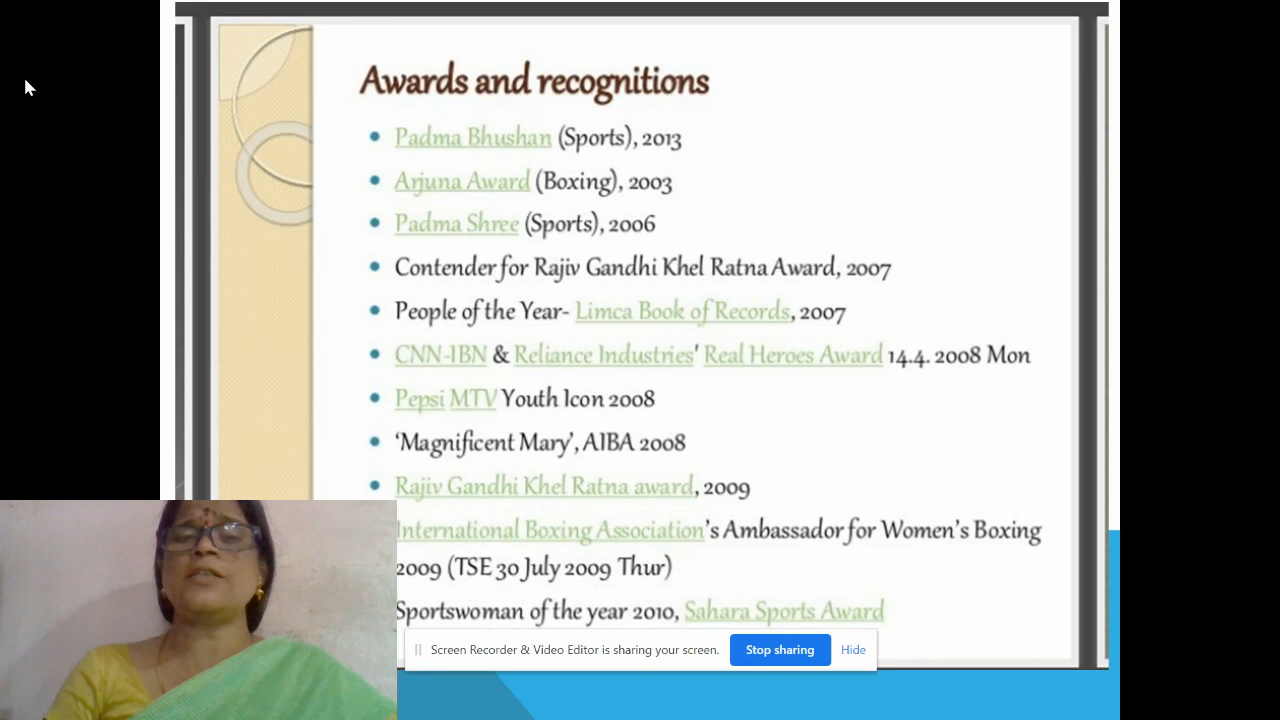 Awards and recognitions
Padma Bhushan (Sports), 2013
Arjuna Award (Boxing), 2003
Padma Shree (Sports), 2006
Contender for Rajiv Gandhi Khel Ratna Award, 2007
People of the Year- Limca Book of Records, 2007
CNN-IBN & Reliance Industries' Real Heroes Award 14.4. 2008 Mon
Pepsi MTV Youth Icon 2008
‘Magnificent Mary’, AIBA 2008
Rajiv Gandhi Khel Ratna award, 2009
International Boxing Association’s Ambassador for Women’s Boxing
2009 (TSE 30 July 2009 Thur)
Sportswoman of the year 2010, Sahara Sports Award
Screen Recorder & Video Editor is sharing your screen. Stop sharing Hide